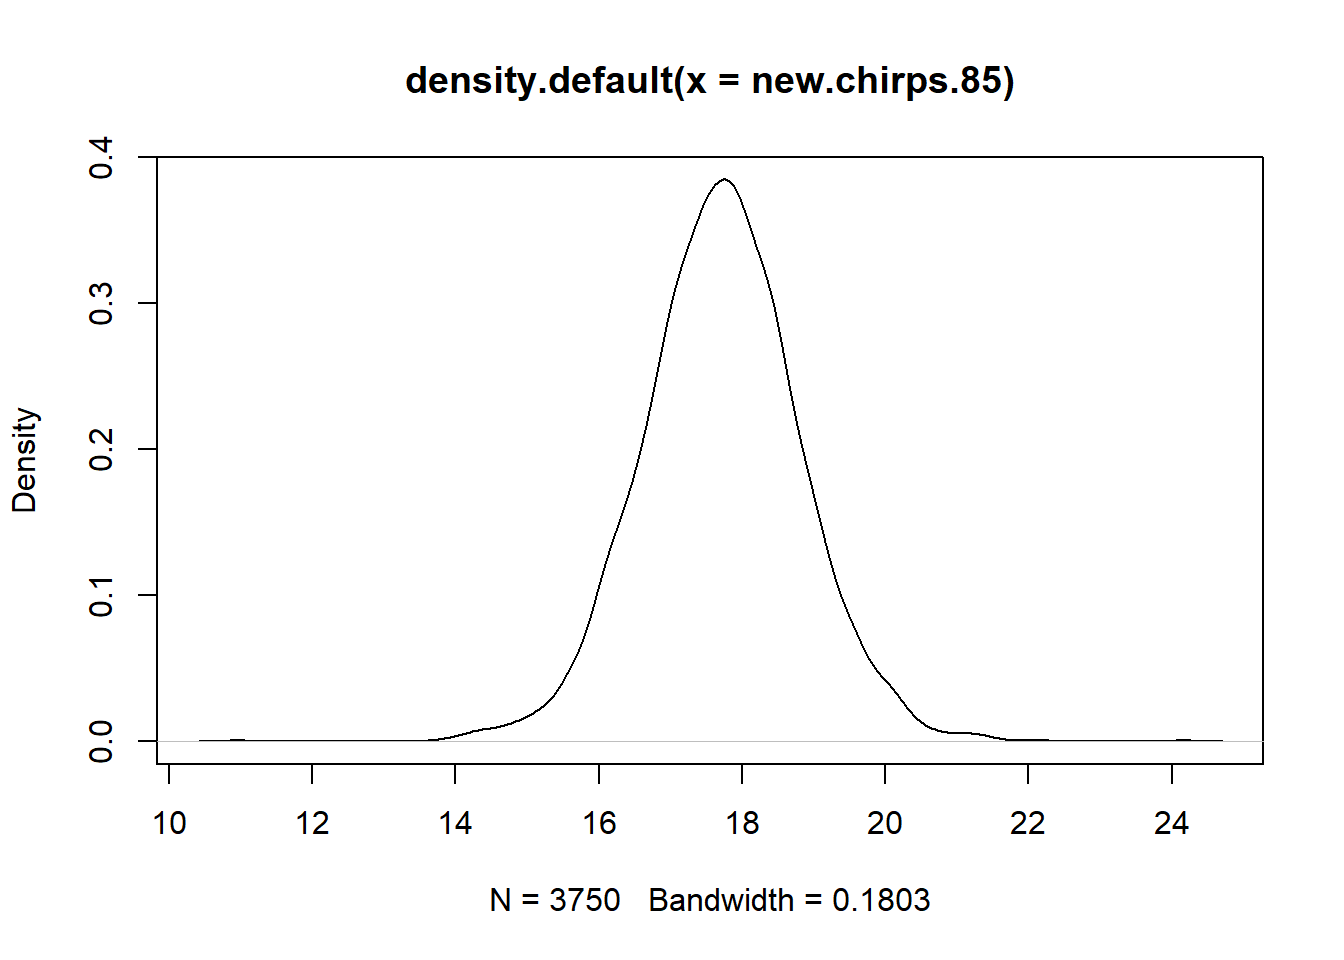 density.default(x = new.chirps.85)
Density
0.4
0.3
0.2
0.1
0.0
10 12 14 16 18 20 22 24
N = 3750   Bandwidth = 0.1803